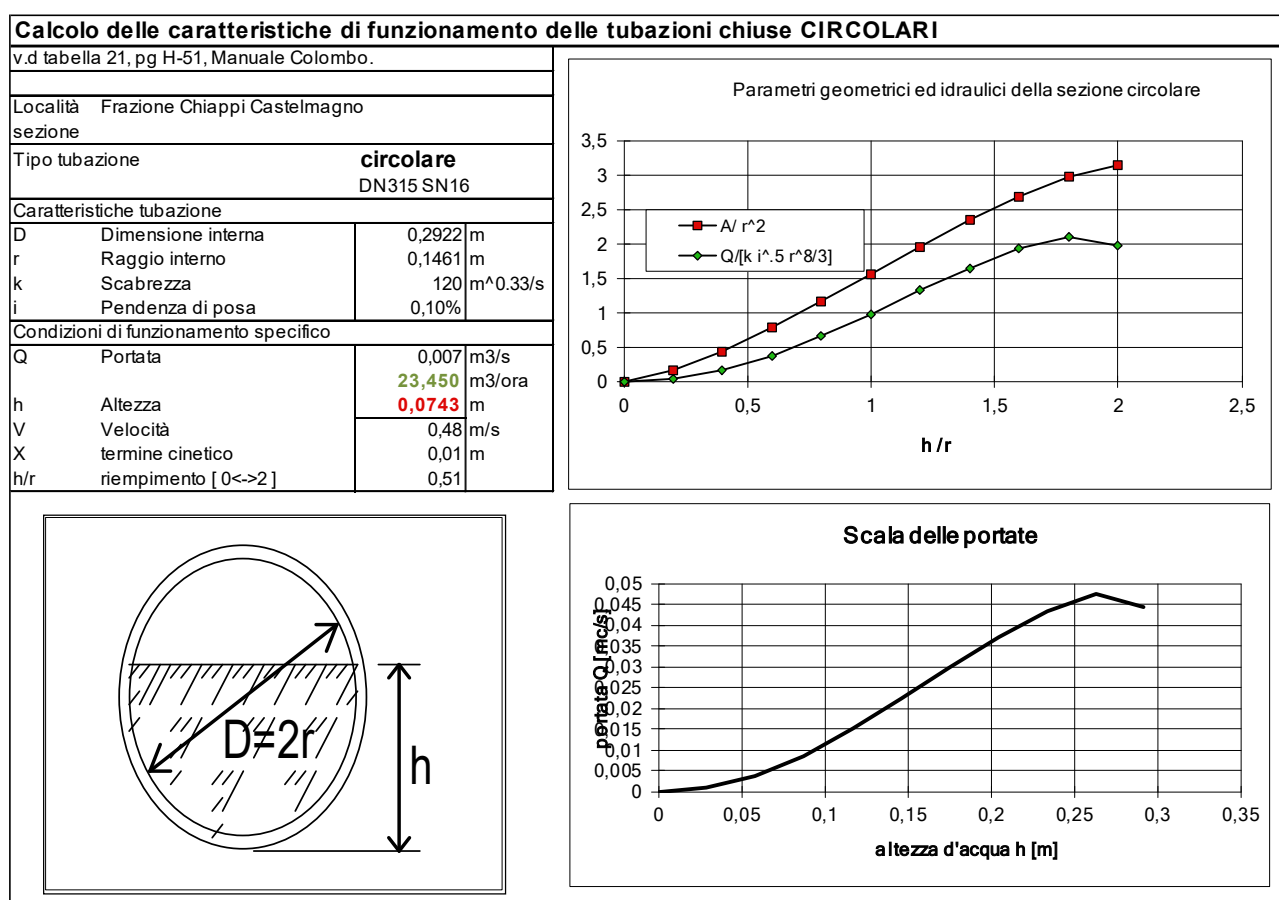 Calcolo delle caratteristiche di funzionamento delle tubazioni chiuse CIRCOLARI
v.d tabella 21, pg H-51, Manuale Colombo.
Località Frazione Chiappi Castelmagno
sezione
Tipo tubazione circolare
DN315 SN16
Caratteristiche tubazione
D Dimensione interna 0,2922 m
r Raggio interno 0,1461 m
k Scabrezza 120 m^0.33/s
i Pendenza di posa 0,10%
Condizioni di funzionamento specifico
Q Portata 0,007 m3/s
23,450 m3/ora
h Altezza 0,0743 m
V Velocità 0,48 m/s
X termine cinetico 0,01 m
h/r riempimento [ 0<->2 ] 0,51
Parametri geometrici ed idraulici della sezione circolare
3,5
3
2,5
2
1,5
1
0,5
0
A/ r^2
Q/[k i^.5 r^8/3]
0 0,5 1 1,5 2 2,5
h /r
D=2r
h
Scala delle portate
portata Q [mc/s]
0,05
0,045
0,04
0,035
0,03
0,025
0,02
0,015
0,01
0,005
0
0 0,05 0,1 0,15 0,2 0,25 0,3 0,35
altezza d'acqua h [m]